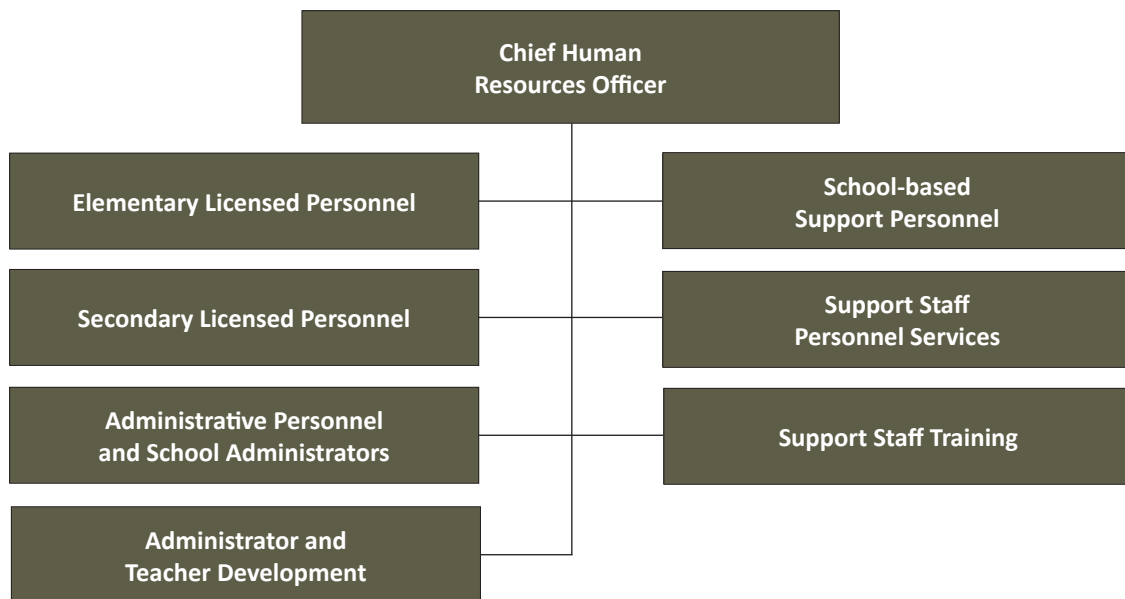 Chief Human
Resources Officer
Elementary Licensed Personnel
School-based
Support Personnel
Secondary Licensed Personnel
Support Staff
Personnel Services
Administrative Personnel
and School Administrators
Support Staff Training
Administrator and
Teacher Development